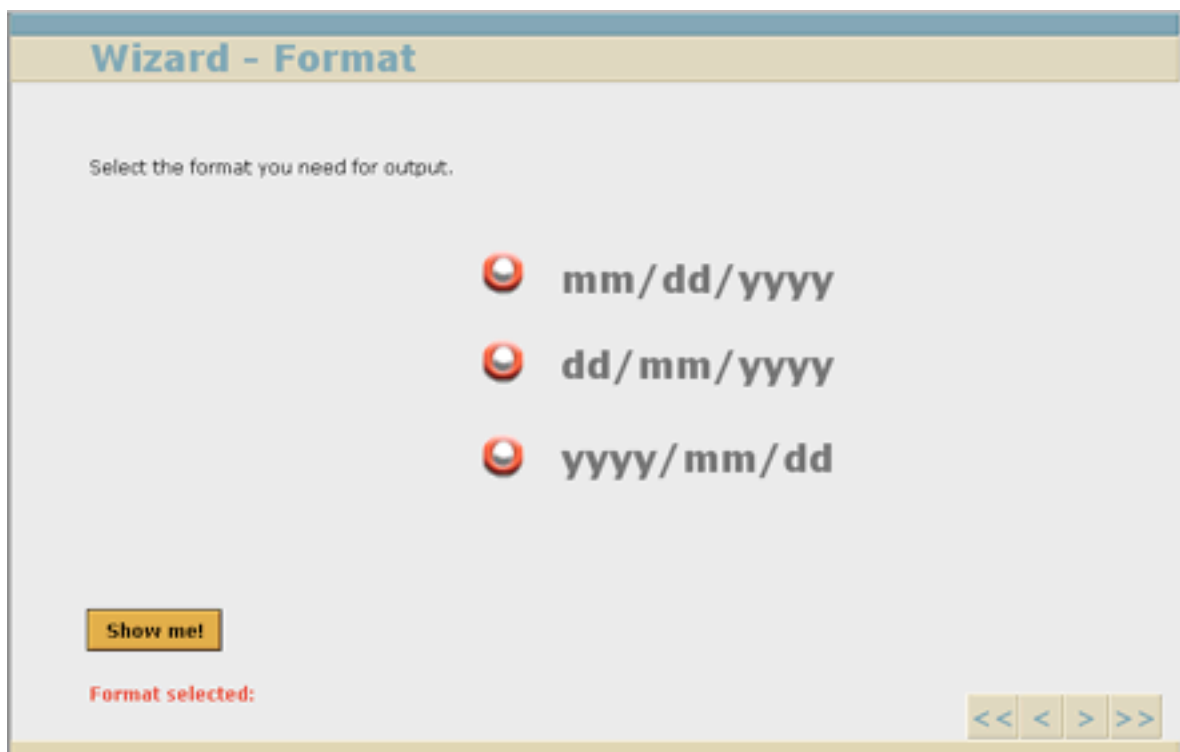 Wizard - Format
Select the format you need for output.
mm/dd/yyyy
dd/mm/yyyy
yyyy/mm/dd
Show me!
Format selected:
<< < > >>